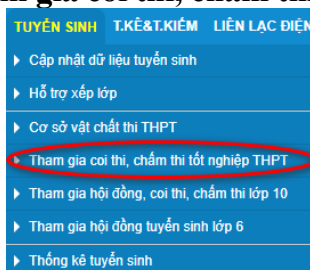 TUYỂN SINH T.KÊ&T.KIẾM LIÊN LẠC ĐIỆN
Cập nhật dữ liệu tuyển sinh
Hỗ trợ xếp lớp
Cơ sở vật chất thi THPT
Tham gia coi thi, chấm thi tốt nghiệp THPT
Tham gia hội đồng, coi thi, chấm thi lớp 10
Tham gia hội đồng tuyển sinh lớp 6
Thống kê tuyển sinh